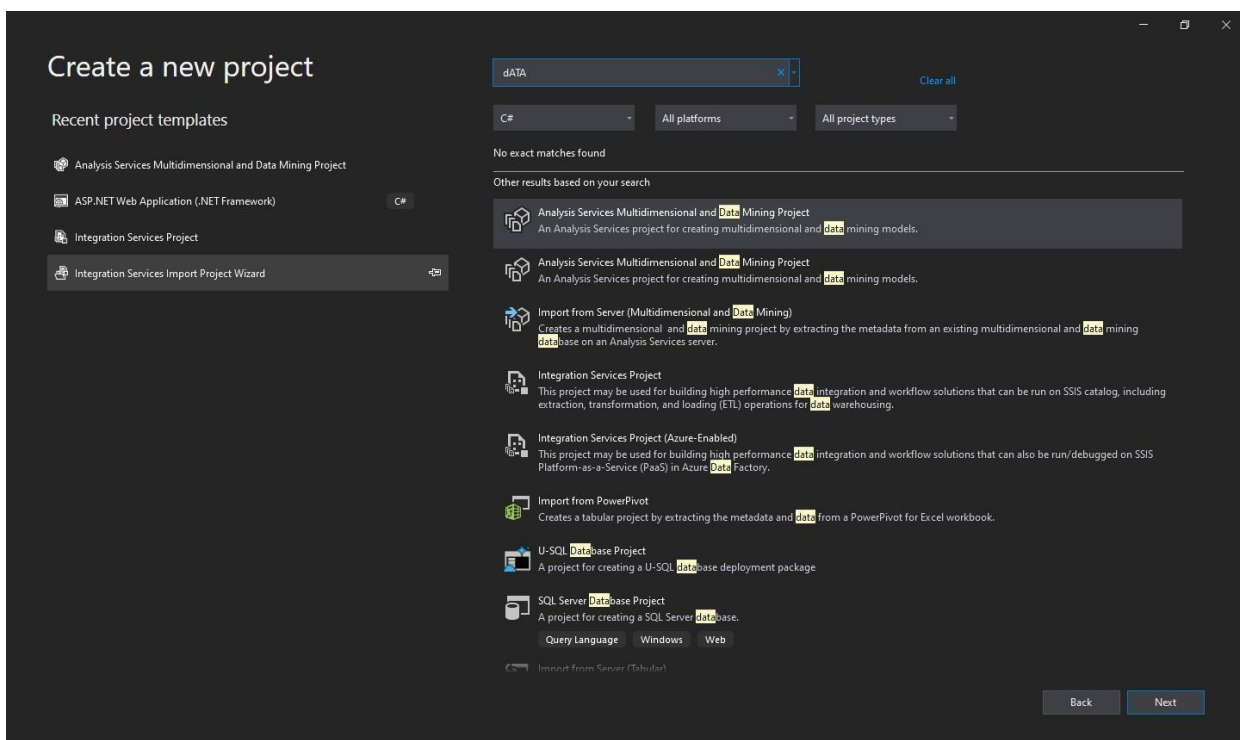 Create a new project
Recent project templates
Analysis Services Multidimensional and Data Mining Project
ASP.NET Web Application (.NET Framework) C#
Integration Services Project
Integration Services Import Project Wizard
dATA
Clear all
C# All platforms All project types
No exact matches found
Other results based on your search
Analysis Services Multidimensional and Data Mining Project
An Analysis Services project for creating multidimensional and data mining models.
Analysis Services Multidimensional and Data Mining Project
An Analysis Services project for creating multidimensional and data mining models.
Import from Server (Multidimensional and Data Mining)
Creates a multidimensional and data mining project by extracting the metadata from an existing multidimensional and data mining
database on an Analysis Services server.
Integration Services Project
This project may be used for building high performance data integration and workflow solutions that can be run on SSIS catalog, including
extraction, transformation, and loading (ETL) operations for data warehousing.
Integration Services Project (Azure-Enabled)
This project may be used for building high performance data integration and workflow solutions that can also be run/debugged on SSIS
Platform-as-a-Service (PaaS) in Azure Data Factory.
Import from PowerPivot
Creates a tabular project by extracting the metadata and data from a PowerPivot for Excel workbook.
U-SQL Database Project
A project for creating a U-SQL database deployment package
SQL Server Database Project
A project for creating a SQL Server database.
Query Language Windows Web
Import from Server (Tabular)
Back Next